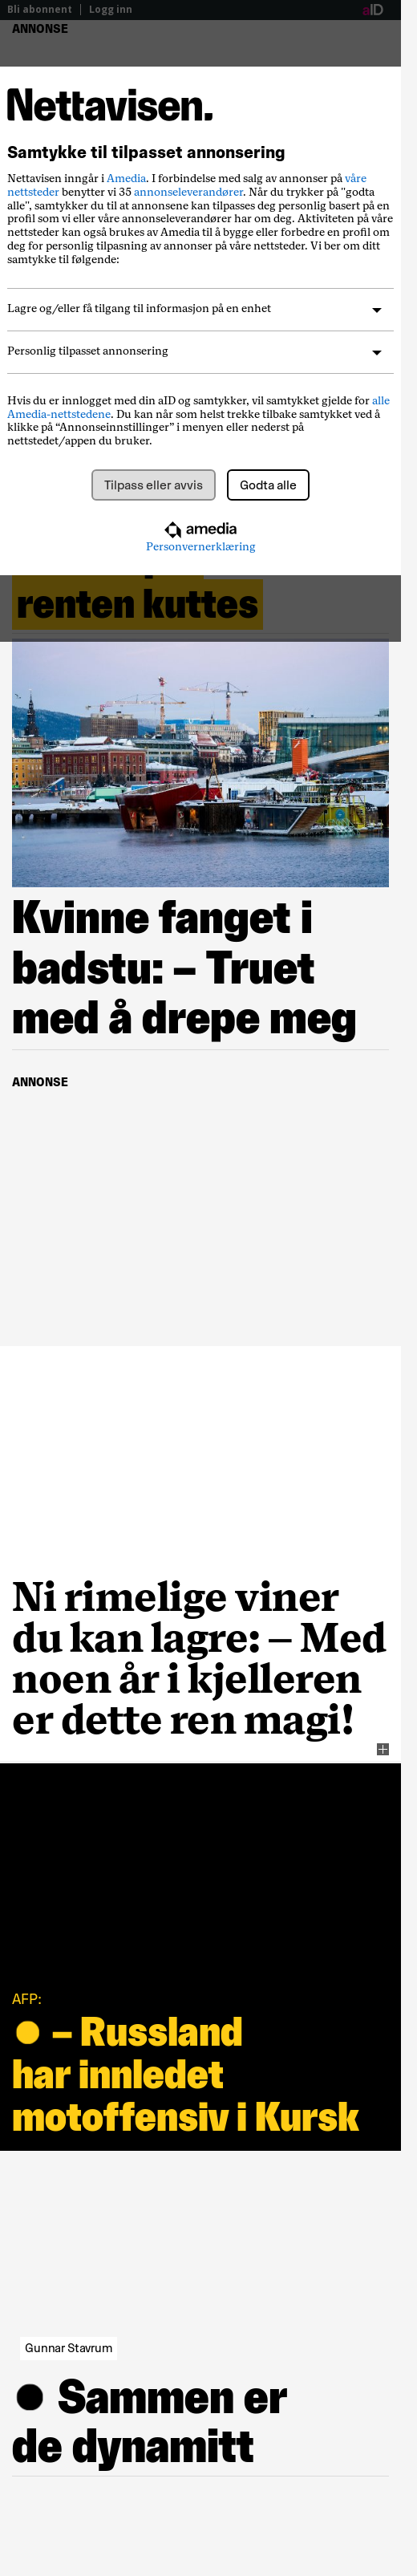 Bli abonnent | Logg inn
aID
ANNONSE
Nettavisen.
Samtykke til tilpasset annonsering
Nettavisen inngår i Amedia. I forbindelse med salg av annonser på våre
nettsteder benytter vi 35 annonseleverandører. Når du trykker på "godta
alle", samtykker du til at annonsene kan tilpasses deg personlig basert på en
profil som vi eller våre annonseleverandører har om deg. Aktiviteten på våre
nettsteder kan også brukes av Amedia til å bygge eller forbedre en profil om
deg for personlig tilpasning av annonser på våre nettsteder. Vi ber om ditt
samtykke til følgende:
Lagre og/eller få tilgang til informasjon på en enhet
Personlig tilpasset annonsering
Hvis du er innlogget med din aID og samtykker, vil samtykket gjelde for alle
Amedia-nettstedene. Du kan når som helst trekke tilbake samtykket ved å
klikke på “Annonseinnstillinger” i menyen eller nederst på
nettstedet/appen du bruker.
Tilpass eller avvis
Godta alle
amedia
Personvernerklæring
renten kuttes
Kvinne fanget i
badstu: – Truet
med å drepe meg
ANNONSE
Ni rimelige viner
du kan lagre: – Med
noen år i kjelleren
er dette ren magi!
AFP:
– Russland
har innledet
motoffensiv i Kursk
Gunnar Stavrum
Sammen er
de dynamitt